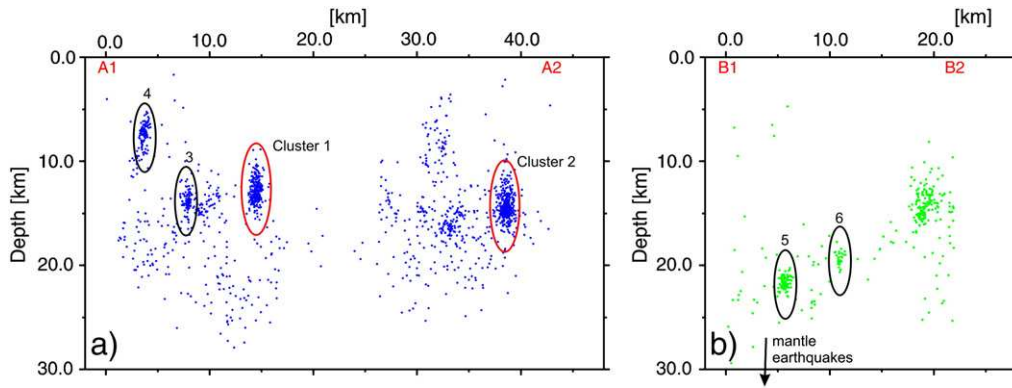 [km]
0.0 10.0 30.0 40.0
0.0
10.0
20.0
30.0
Depth [km]
A1
A2
4
3
Cluster 1
Cluster 2
a)
[km]
0.0 10.0 20.0
0.0
10.0
20.0
30.0
Depth [km]
B1
B2
5
6
mantle
earthquakes
b)